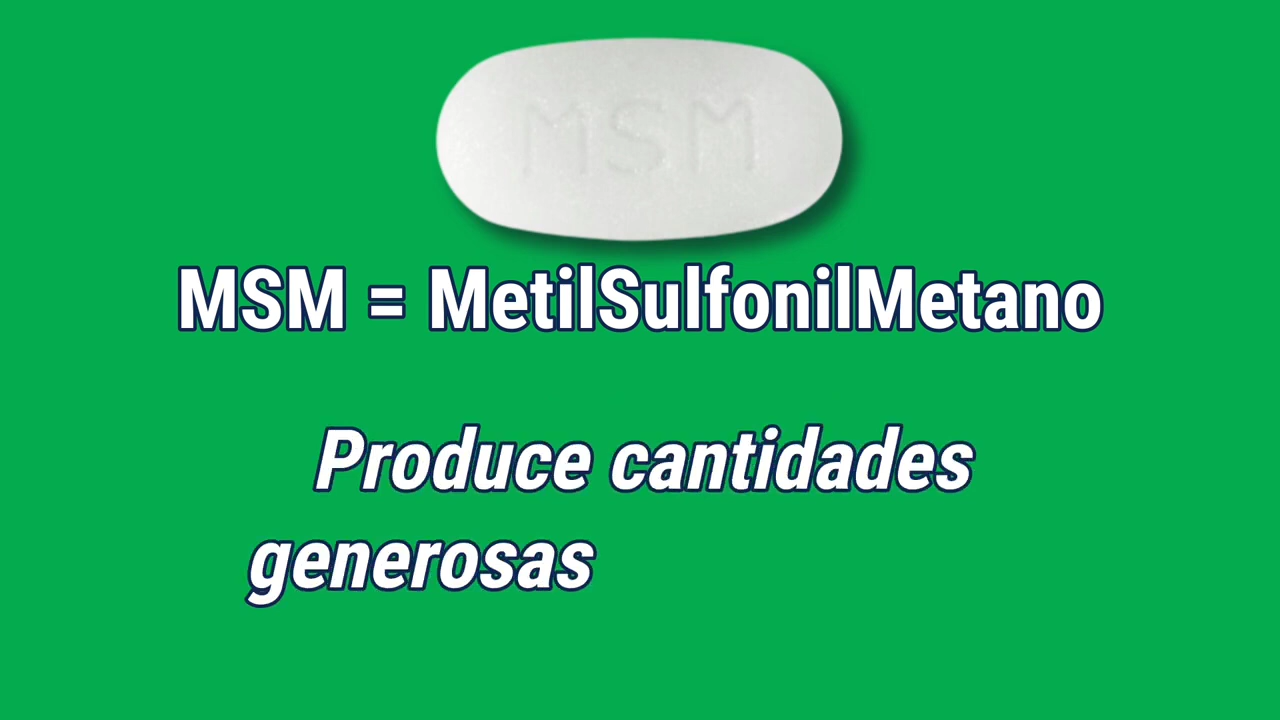 MSM
MSM = MetilSulfonilMetano
Produce cantidades
generosas